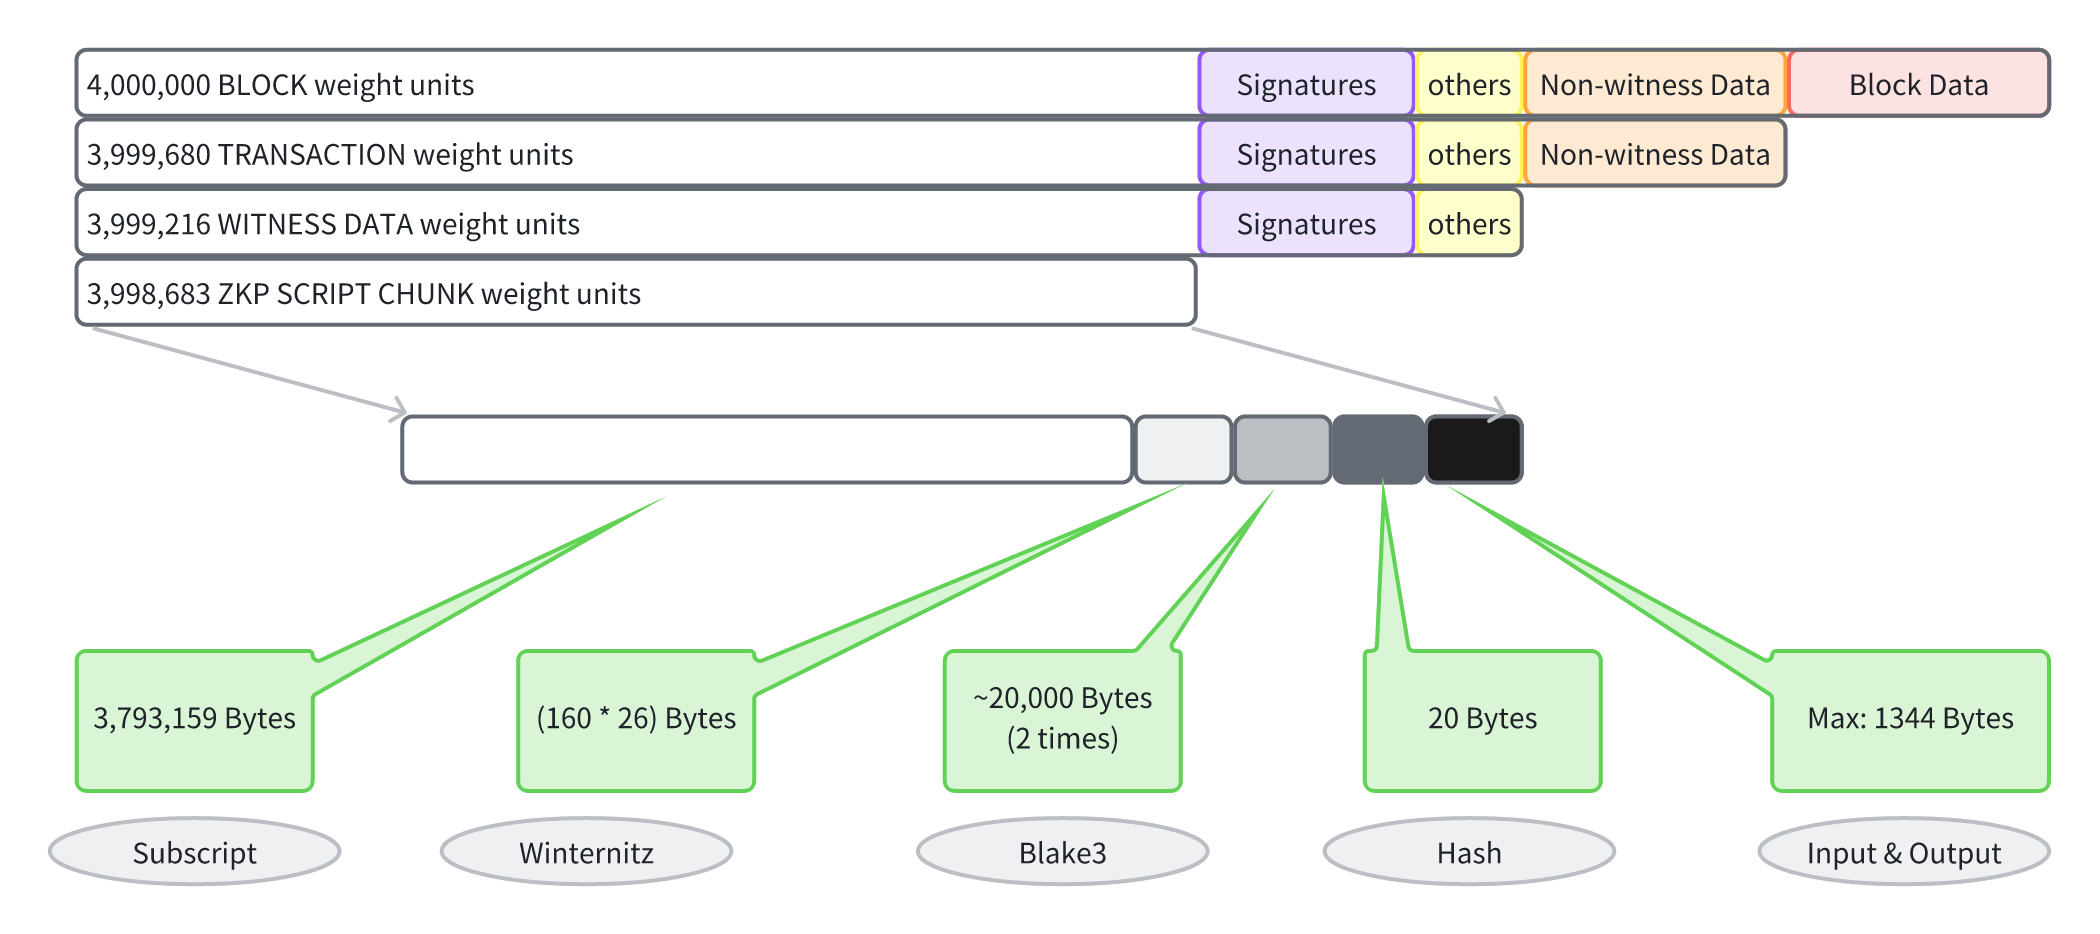 4,000,000 BLOCK weight units
Signatures
others
Non-witness Data
Block Data
3,999,680 TRANSACTION weight units
Signatures
others
Non-witness Data
3,999,216 WITNESS DATA weight units
Signatures
others
3,998,683 ZKP SCRIPT CHUNK weight units
3,793,159 Bytes
(160 * 26) Bytes
~20,000 Bytes
(2 times)
20 Bytes
Max: 1344 Bytes
Subscript
Winternitz
Blake3
Hash
Input & Output